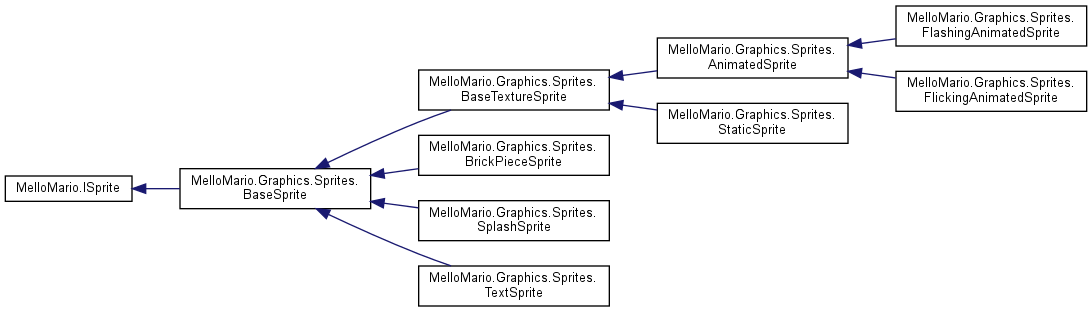 MelloMario.ISprite
MelloMario.Graphics.Sprites.
BaseSprite
MelloMario.Graphics.Sprites.
BaseTextureSprite
MelloMario.Graphics.Sprites.
BrickPieceSprite
MelloMario.Graphics.Sprites.
SplashSprite
MelloMario.Graphics.Sprites.
TextSprite
MelloMario.Graphics.Sprites.
AnimatedSprite
MelloMario.Graphics.Sprites.
StaticSprite
MelloMario.Graphics.Sprites.
FlashingAnimatedSprite
MelloMario.Graphics.Sprites.
FlickingAnimatedSprite